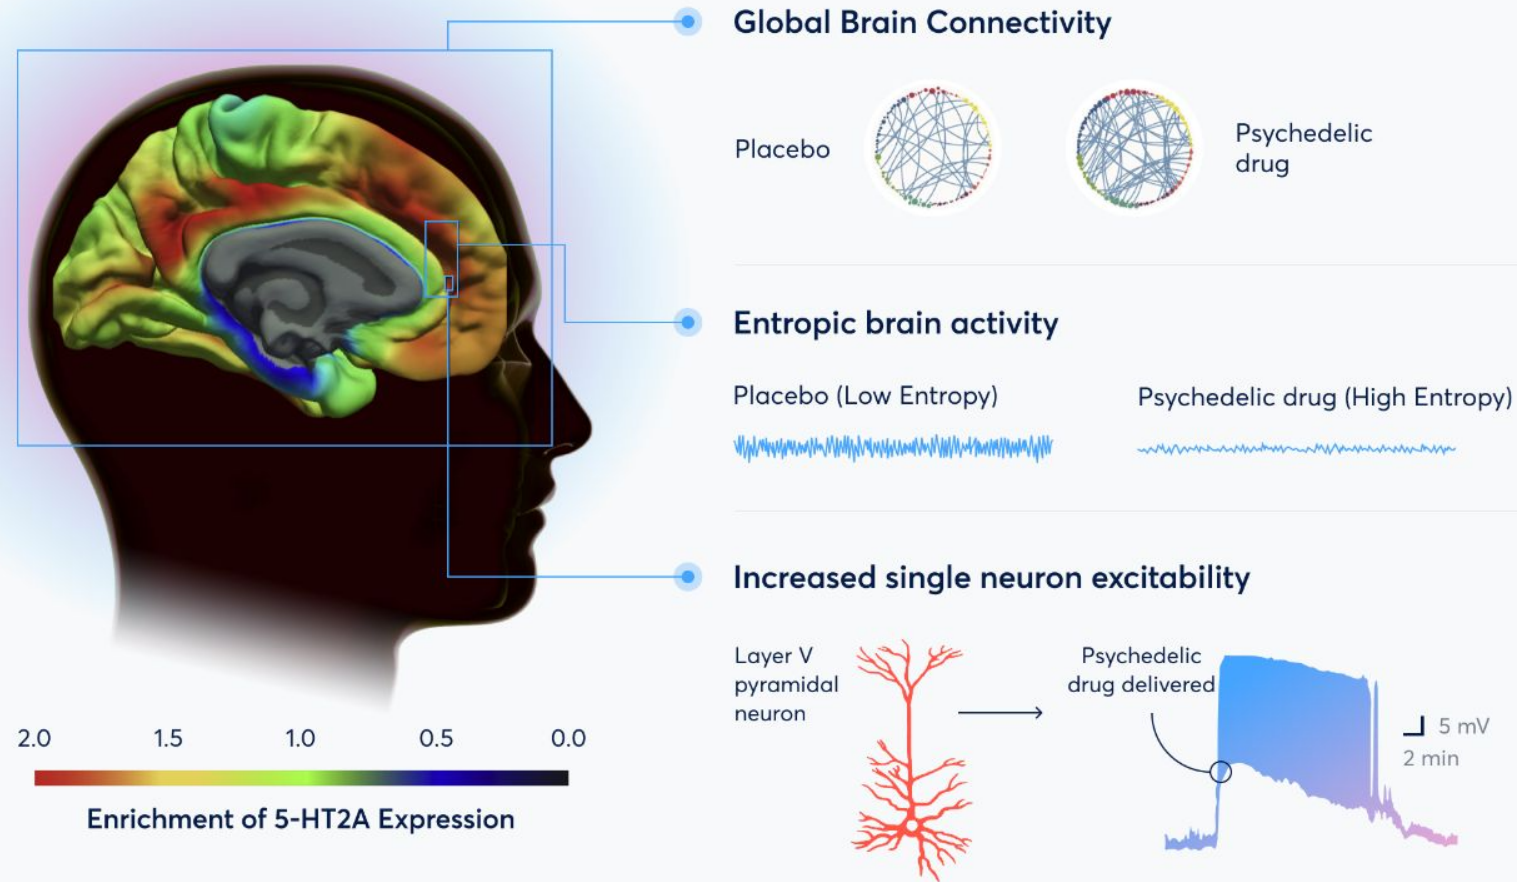 Global Brain Connectivity
Placebo
Psychedelic
drug
Entropic brain activity
Placebo (Low Entropy)
Psychedelic drug (High Entropy)
Increased single neuron excitability
Layer V
pyramidal
neuron
Psychedelic
drug delivered
5 mV
2 min
2.0 1.5 1.0 0.5 0.0
Enrichment of 5-HT2A Expression